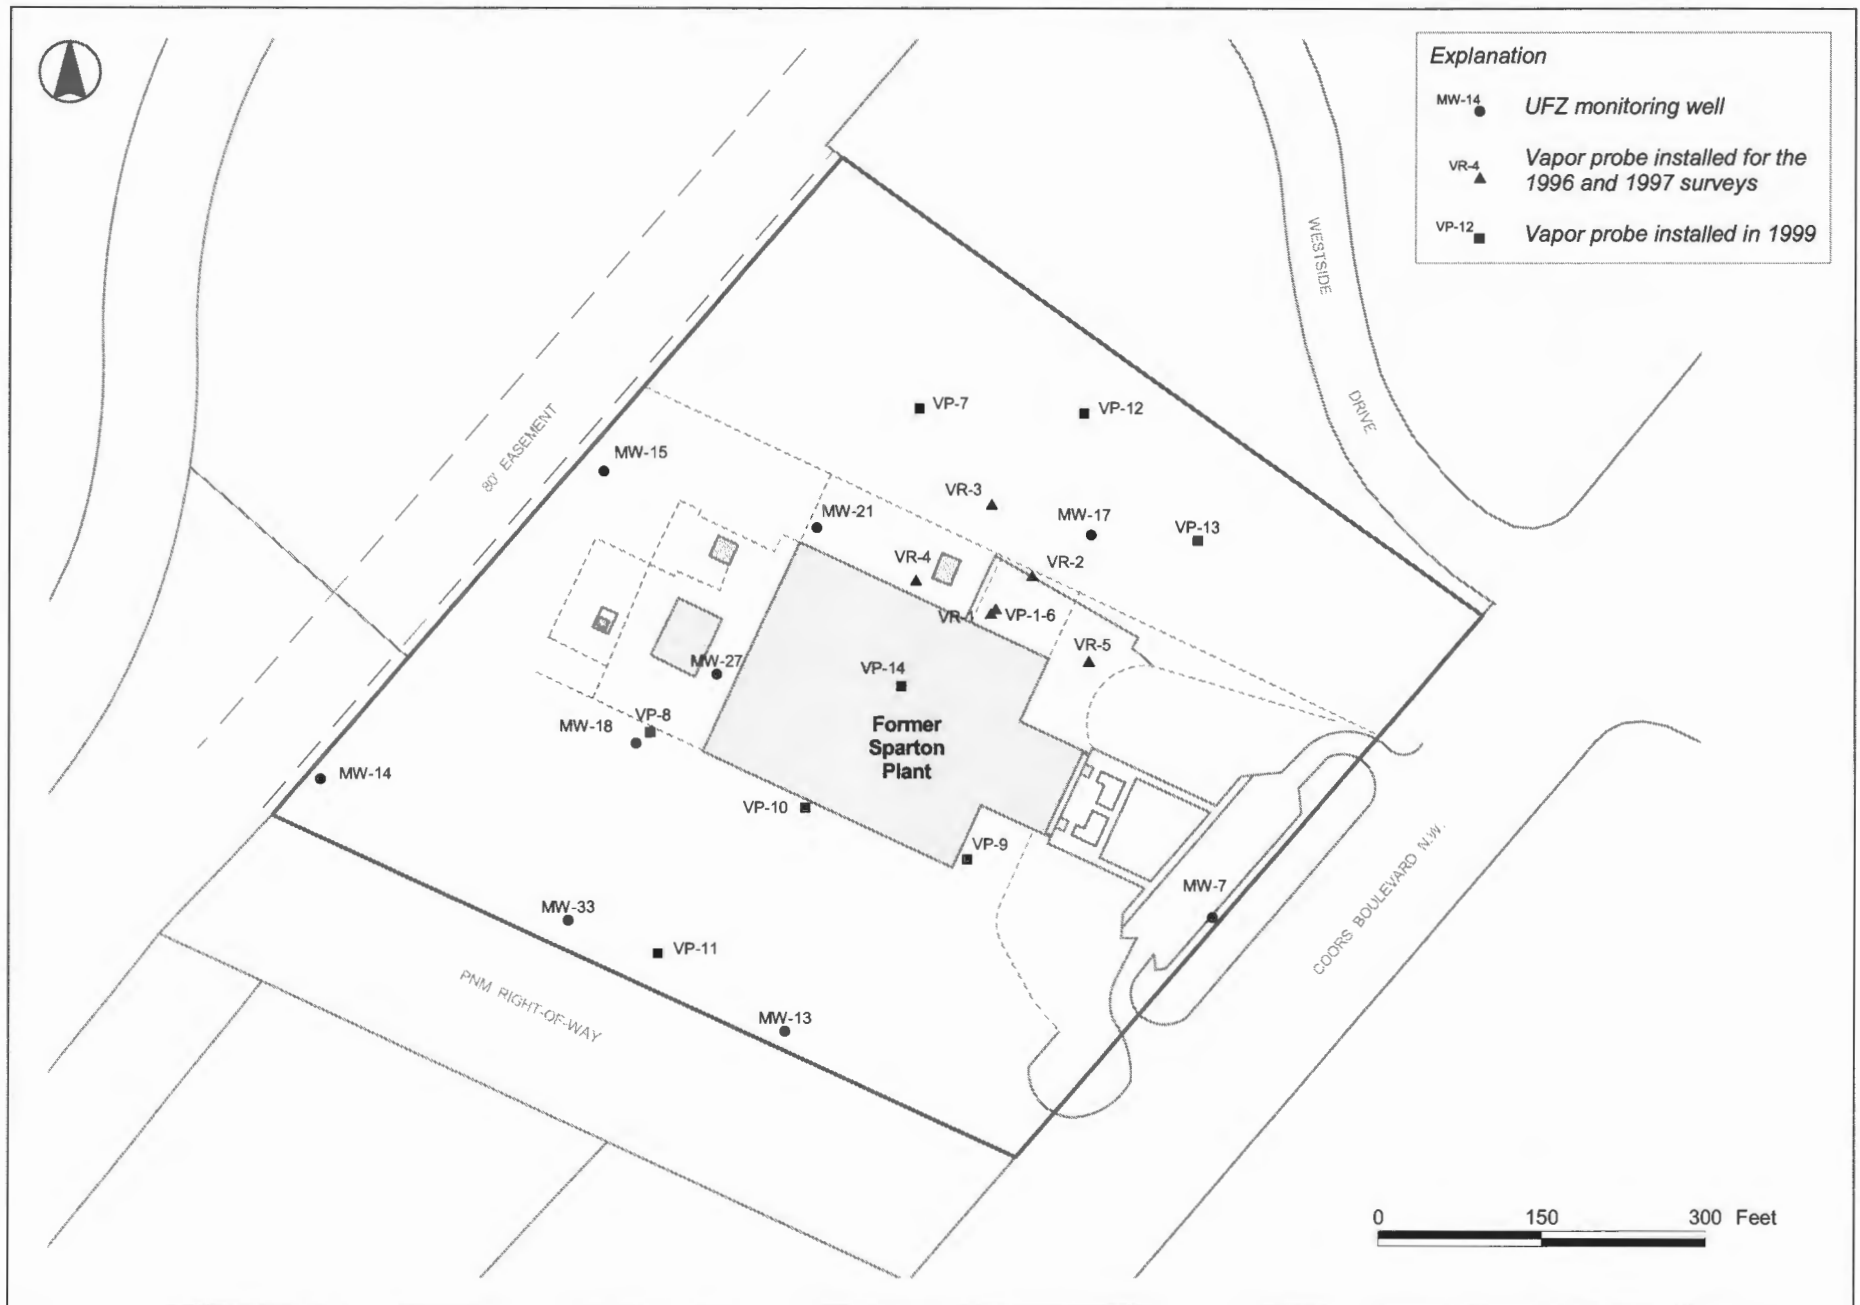 Explanation
MW-14
UFZ monitoring well
VR-4
Vapor probe installed for the
1996 and 1997 surveys
VP-12
Vapor probe installed in 1999
WESTSIDE
DRIVE
80' EASEMENT
VP-7
VP-12
MW-15
VR-3
MW-21
MW-17
VP-13
VR-4
VR-2
VR-1
VP-1-6
VR-5
MW-27
VP-14
VP-8
MW-18
Former
Sparton
Plant
MW-14
VP-10
VP-9
MW-7
COORS BOULEVARD N.W.
MW-33
VP-11
PNM RIGHT-OF-WAY
MW-13
0 150 300 Feet